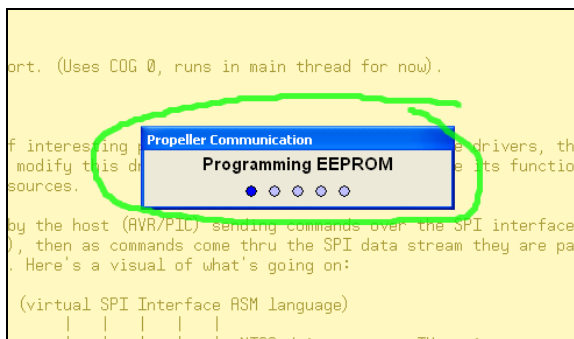 ort. (Uses COG 0, runs in main thread for now).
f interesting drivers, th
Propeller Communication
modify this its functio
Programming EEPROM
sources.
by the host (AVR/PIC) sending commands over the SPI interface
), then as commands come thru the SPI data stream they are pa
. Here's a visual of what's going on:
(virtual SPI Interface ASM language)
| | | | |